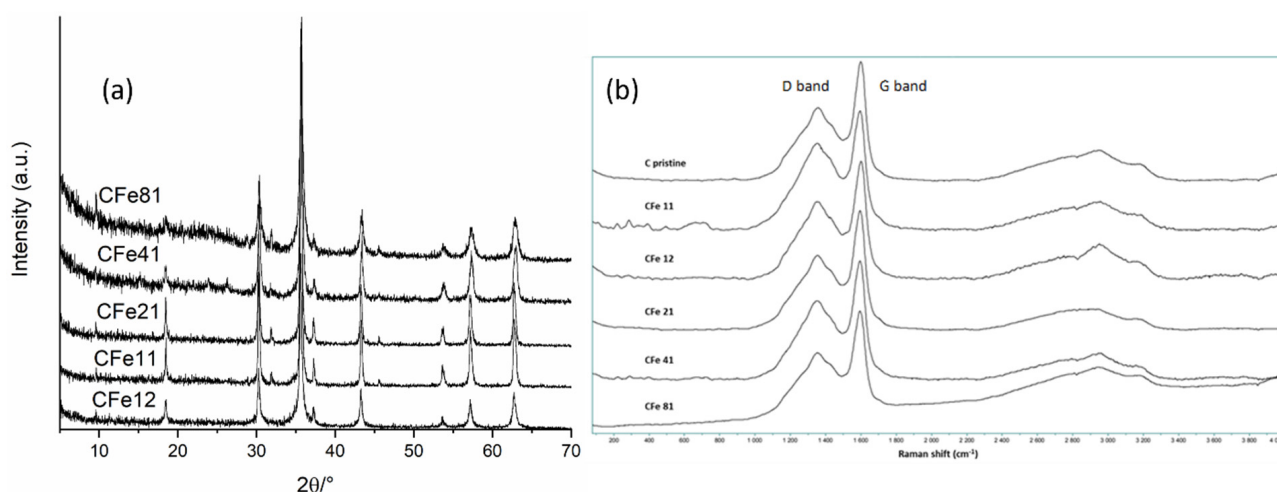 (a)
Intensity (a.u.)
CFe81
CFe41
CFe21
CFe11
CFe12
10 20 30 40 50 60 70
2θ/°
(b)
D band G band
C pristine
CFe 11
CFe 12
CFe 21
CFe 41
CFe 81
200 400 600 800 1 000 1 200 1 400 1 600 1 800 2 000 2 200 2 400 2 600 2 800 3 000 3 200 3 400 3 600 3 800
Raman shift (cm⁻¹)